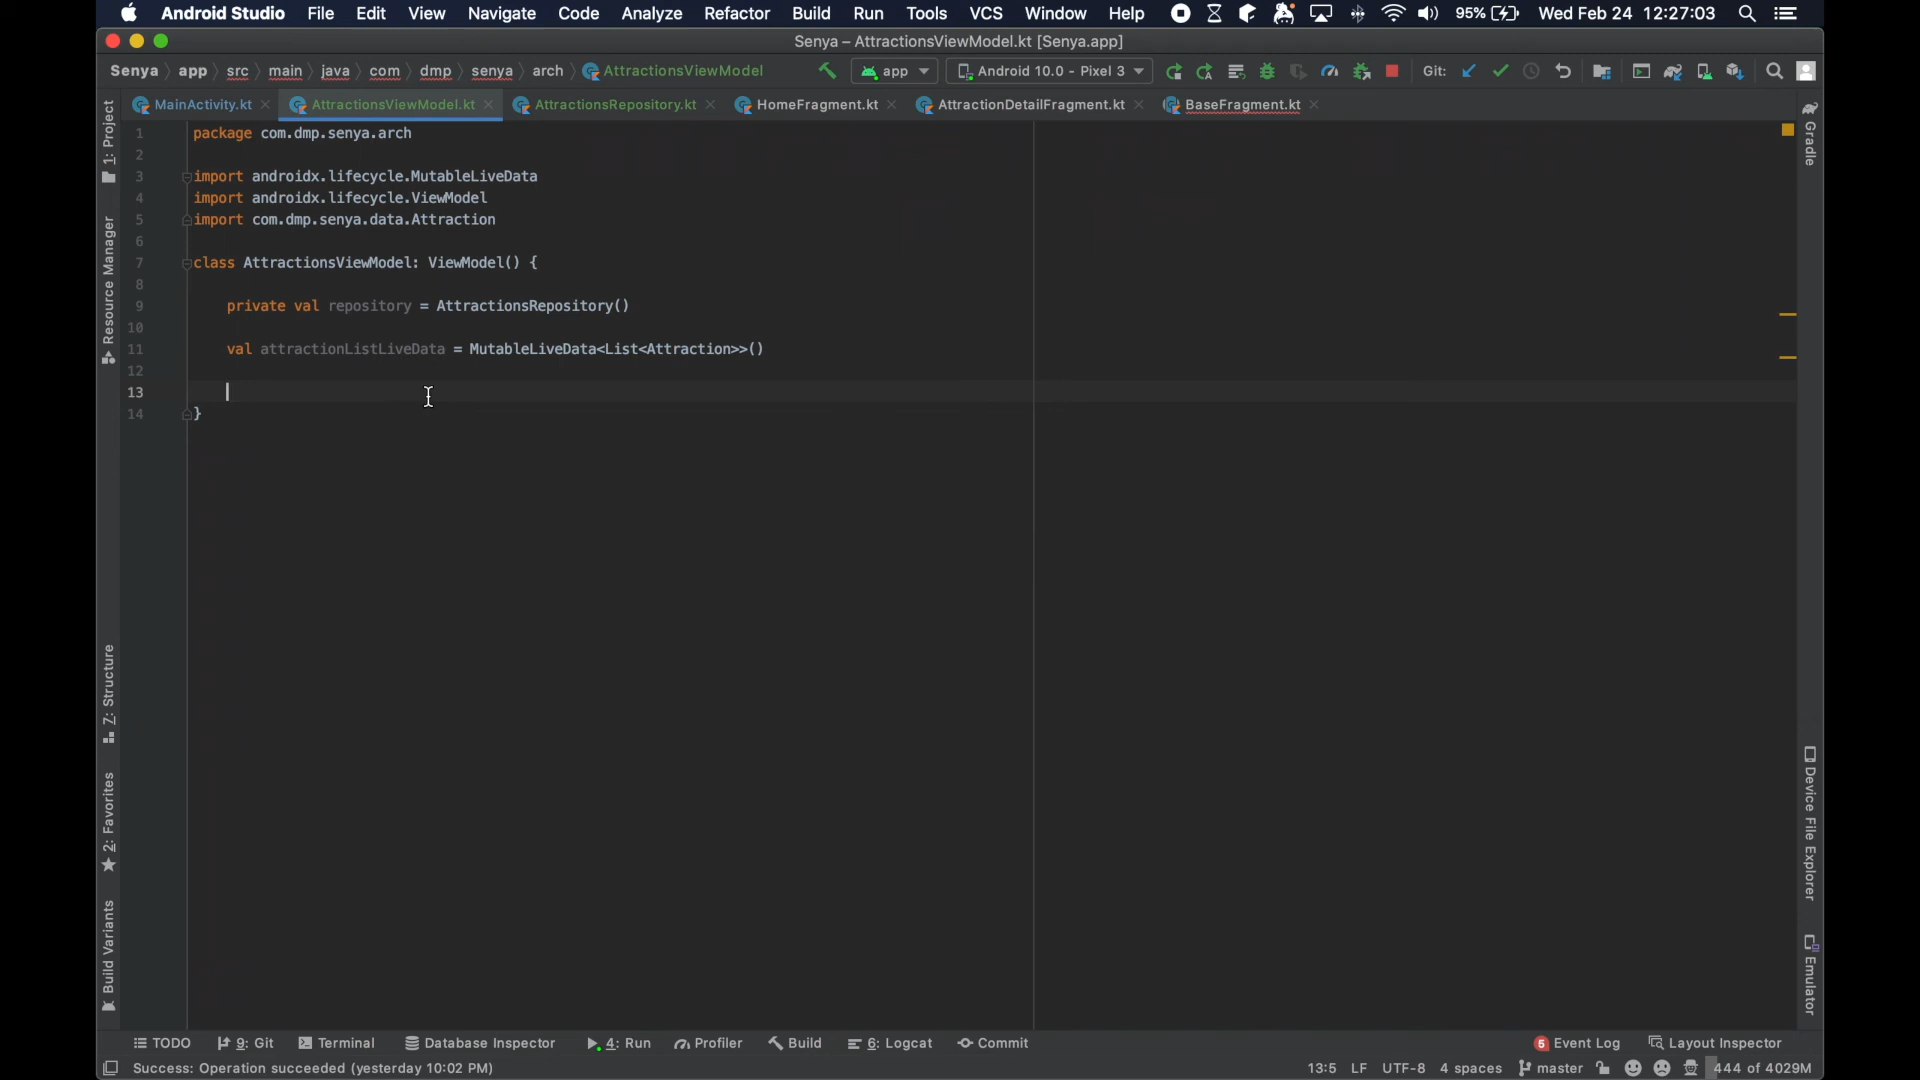 Android Studio File Edit View Navigate Code Analyze Refactor Build Run Tools VCS Window Help 95% Wed Feb 24 12:27:03
Senya – AttractionsViewModel.kt [Senya.app]
Senya app src main java com dmp senya arch AttractionsViewModel app Android 10.0 - Pixel 3 Git:
MainActivity.kt AttractionsViewModel.kt AttractionsRepository.kt HomeFragment.kt AttractionDetailFragment.kt BaseFragment.kt
1: Project
Resource Manager
Z: Structure
2: Favorites
Build Variants
1 package com.dmp.senya.arch
2
3 import androidx.lifecycle.MutableLiveData
4 import androidx.lifecycle.ViewModel
5 import com.dmp.senya.data.Attraction
6
7 class AttractionsViewModel: ViewModel() {
8
9 private val repository = AttractionsRepository()
10
11 val attractionListLiveData = MutableLiveData<List<Attraction>>()
12
13
14 }
Gradle
Device File Explorer
Emulator
TODO 9: Git Terminal Database Inspector 4: Run Profiler Build 6: Logcat Commit 5 Event Log Layout Inspector
Success: Operation succeeded (yesterday 10:02 PM) 13:5 LF UTF-8 4 spaces master 444 of 4029M